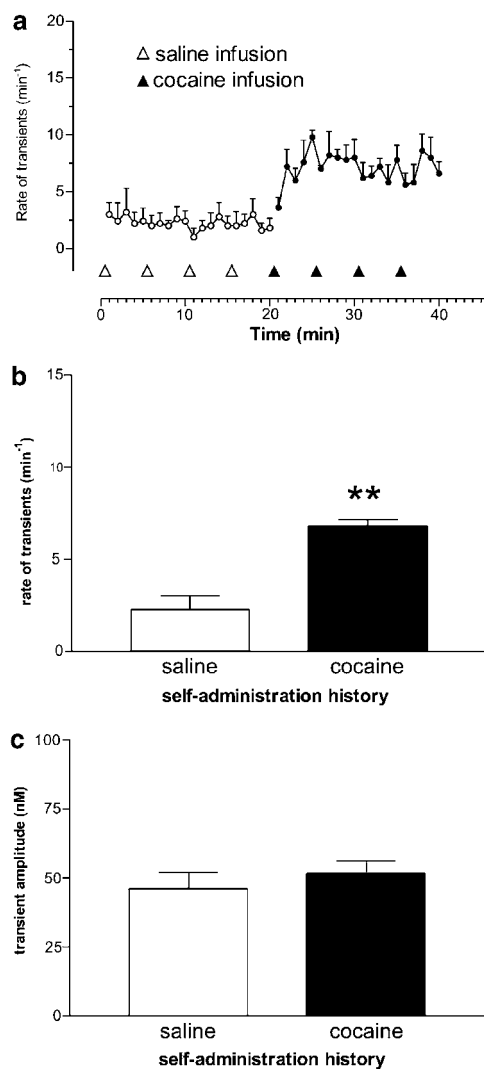 a
20
15
10
5
0
Rate of transients (min⁻¹)
△ saline infusion
▲ cocaine infusion
0 10 20 30 40
Time (min)
b
15
10
5
0
rate of transients (min⁻¹)
**
saline cocaine
self-administration history
c
100
75
50
25
0
transient amplitude (nM)
saline cocaine
self-administration history